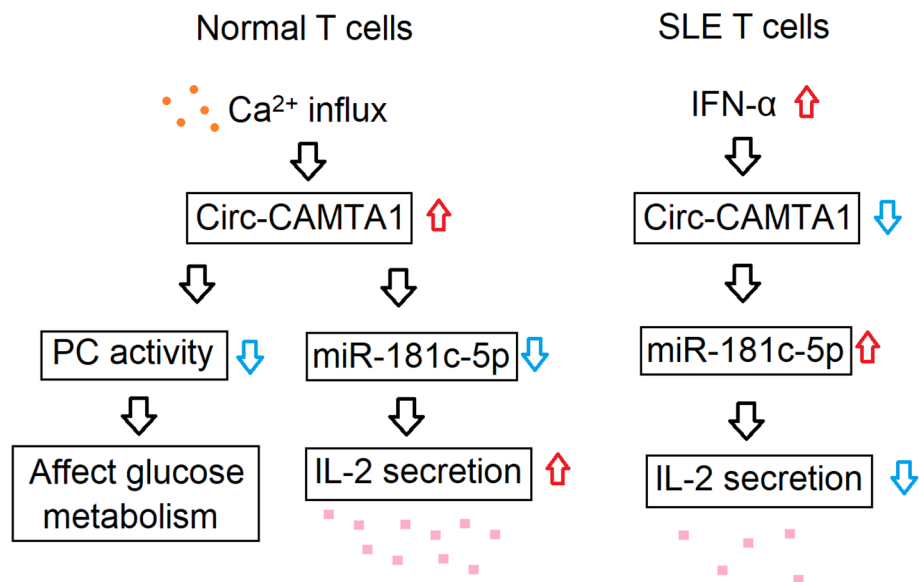 Normal T cells
Ca²⁺ influx
Circ-CAMTA1
PC activity
miR-181c-5p
Affect glucose
metabolism
IL-2 secretion
SLE T cells
IFN-α
Circ-CAMTA1
miR-181c-5p
IL-2 secretion